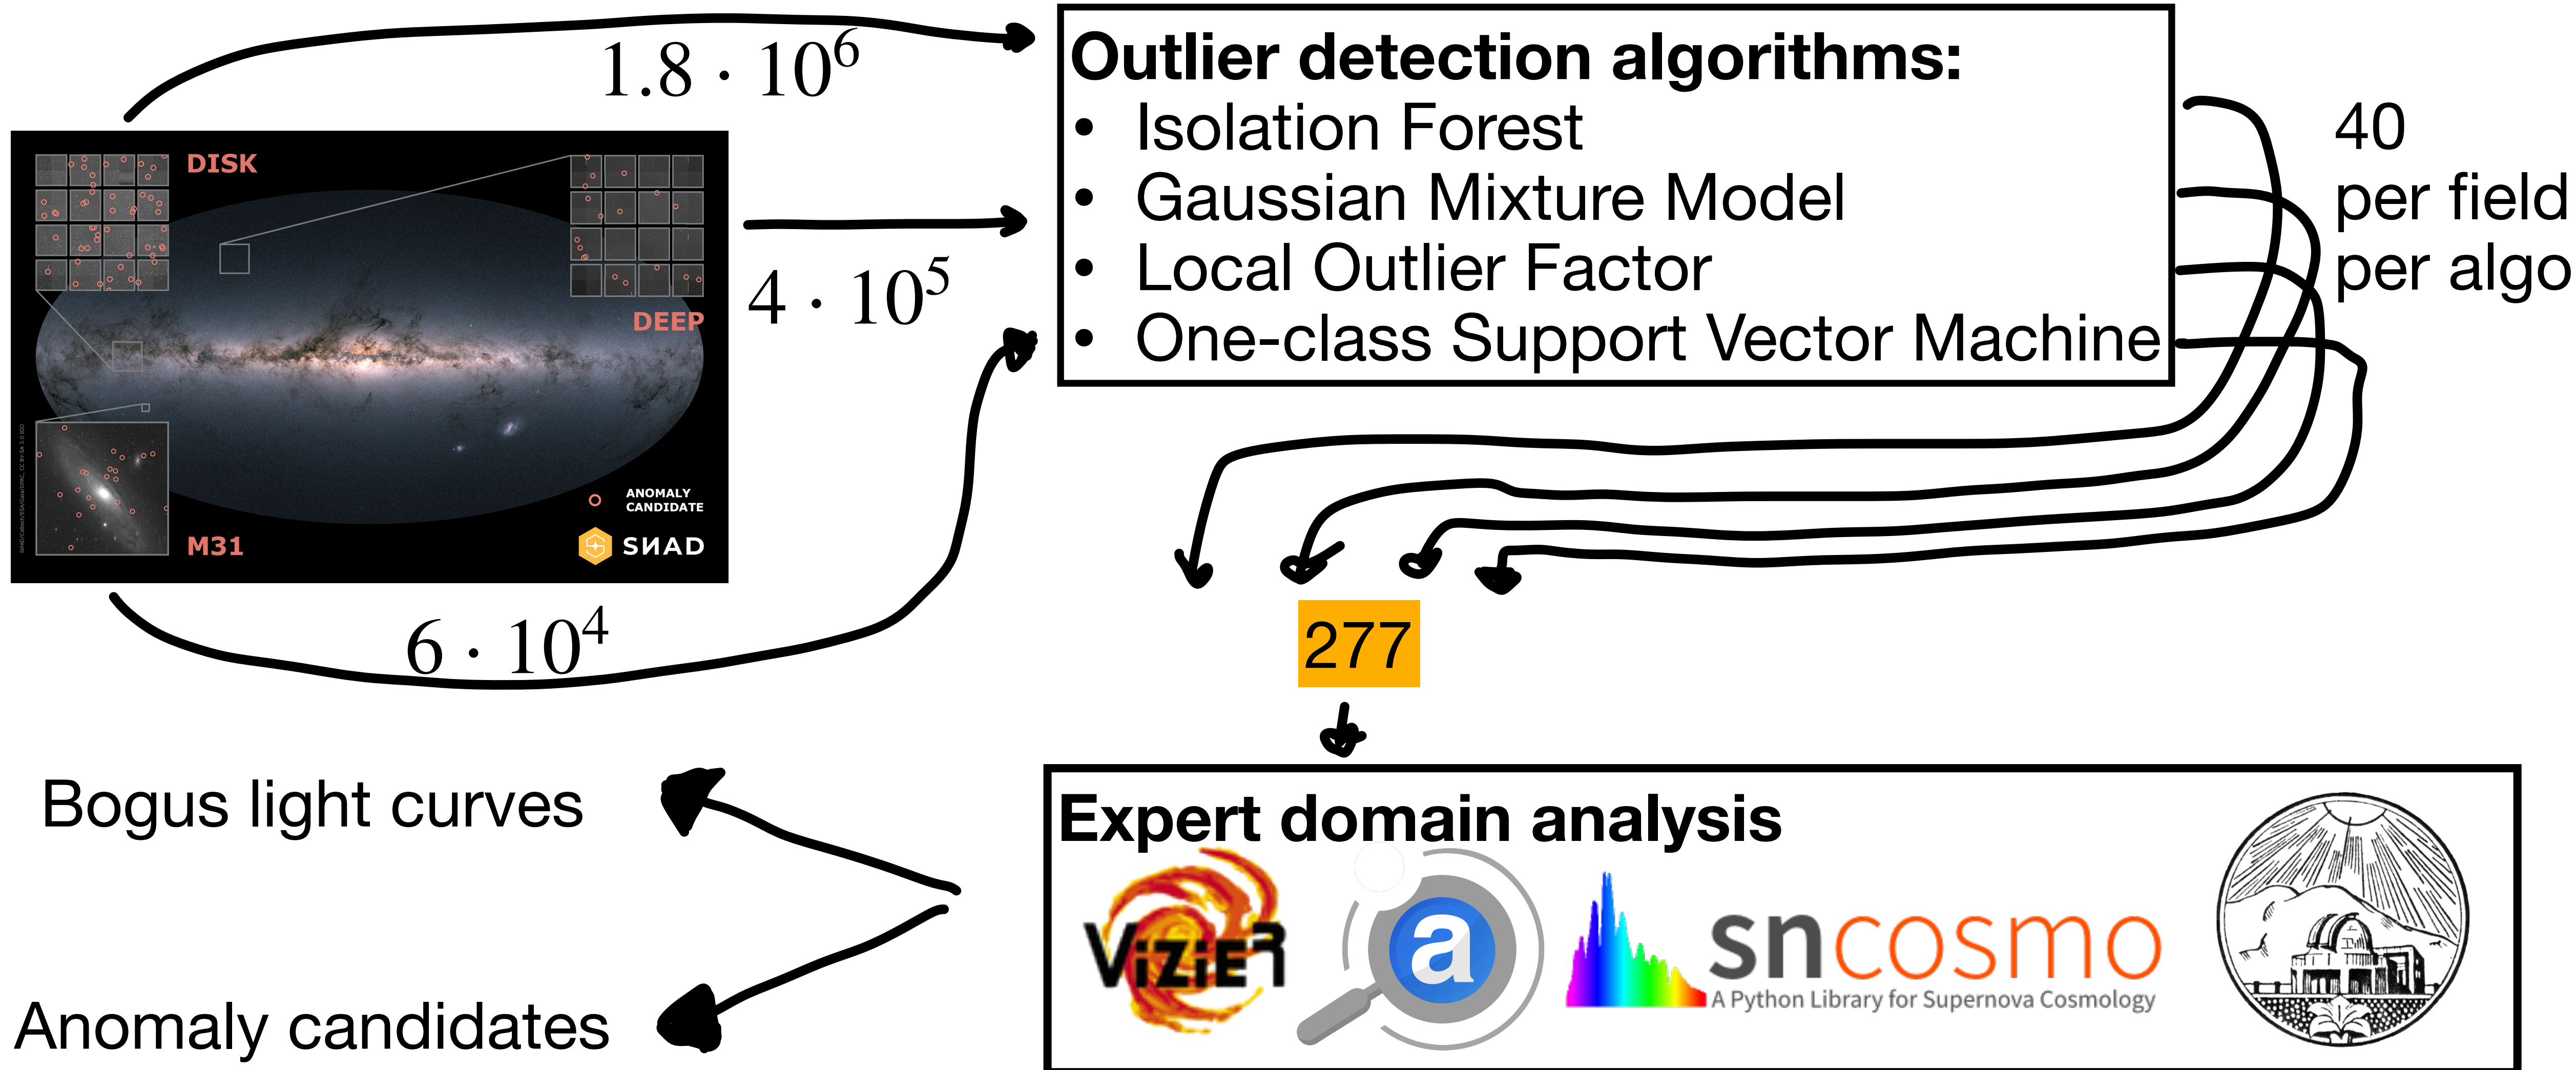 1.8 · 10⁶
DISK
DEEP
M31
ANOMALY
CANDIDATE
SИAD
4 · 10⁵
6 · 10⁴
Outlier detection algorithms:
• Isolation Forest
• Gaussian Mixture Model
• Local Outlier Factor
• One-class Support Vector Machine
40
per field
per algo
277
Expert domain analysis
ViZieR
a
sncosmo
A Python Library for Supernova Cosmology
Bogus light curves
Anomaly candidates